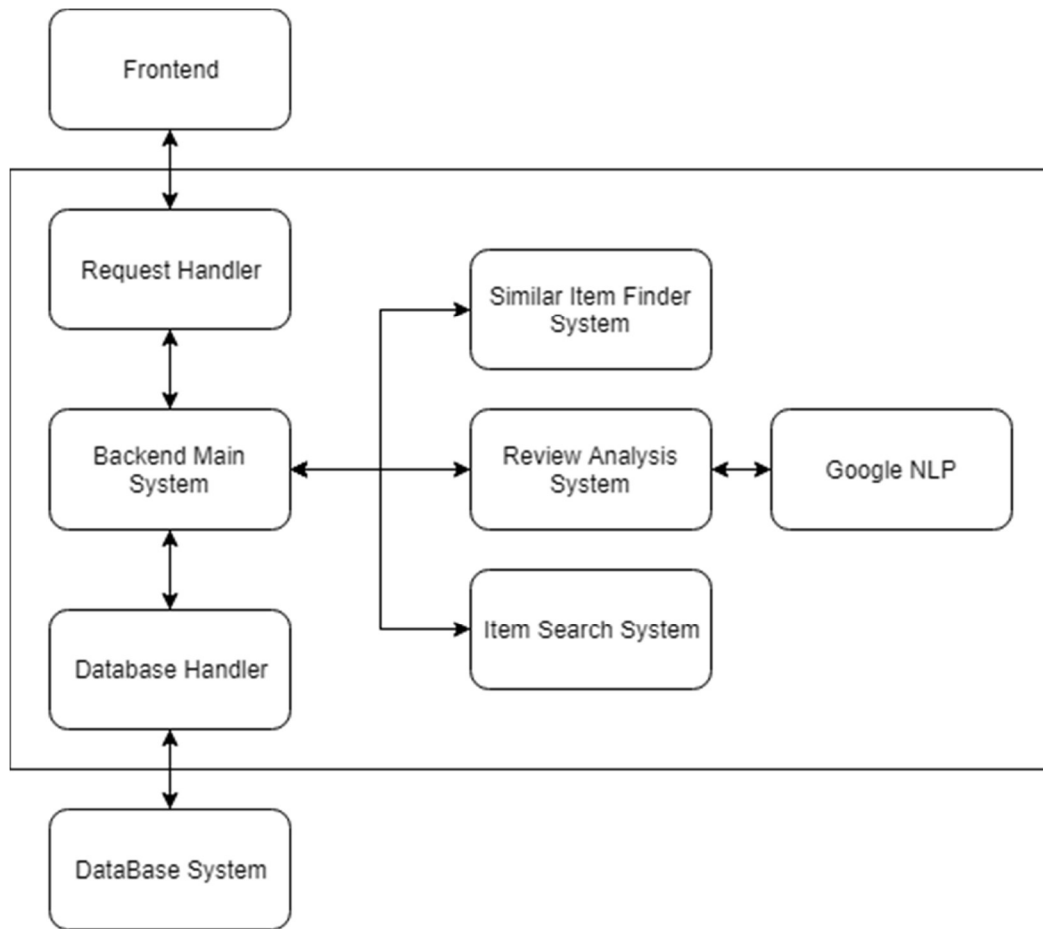 Frontend
Request Handler
Similar Item Finder
System
Backend Main
System
Review Analysis
System
Google NLP
Item Search System
Database Handler
DataBase System